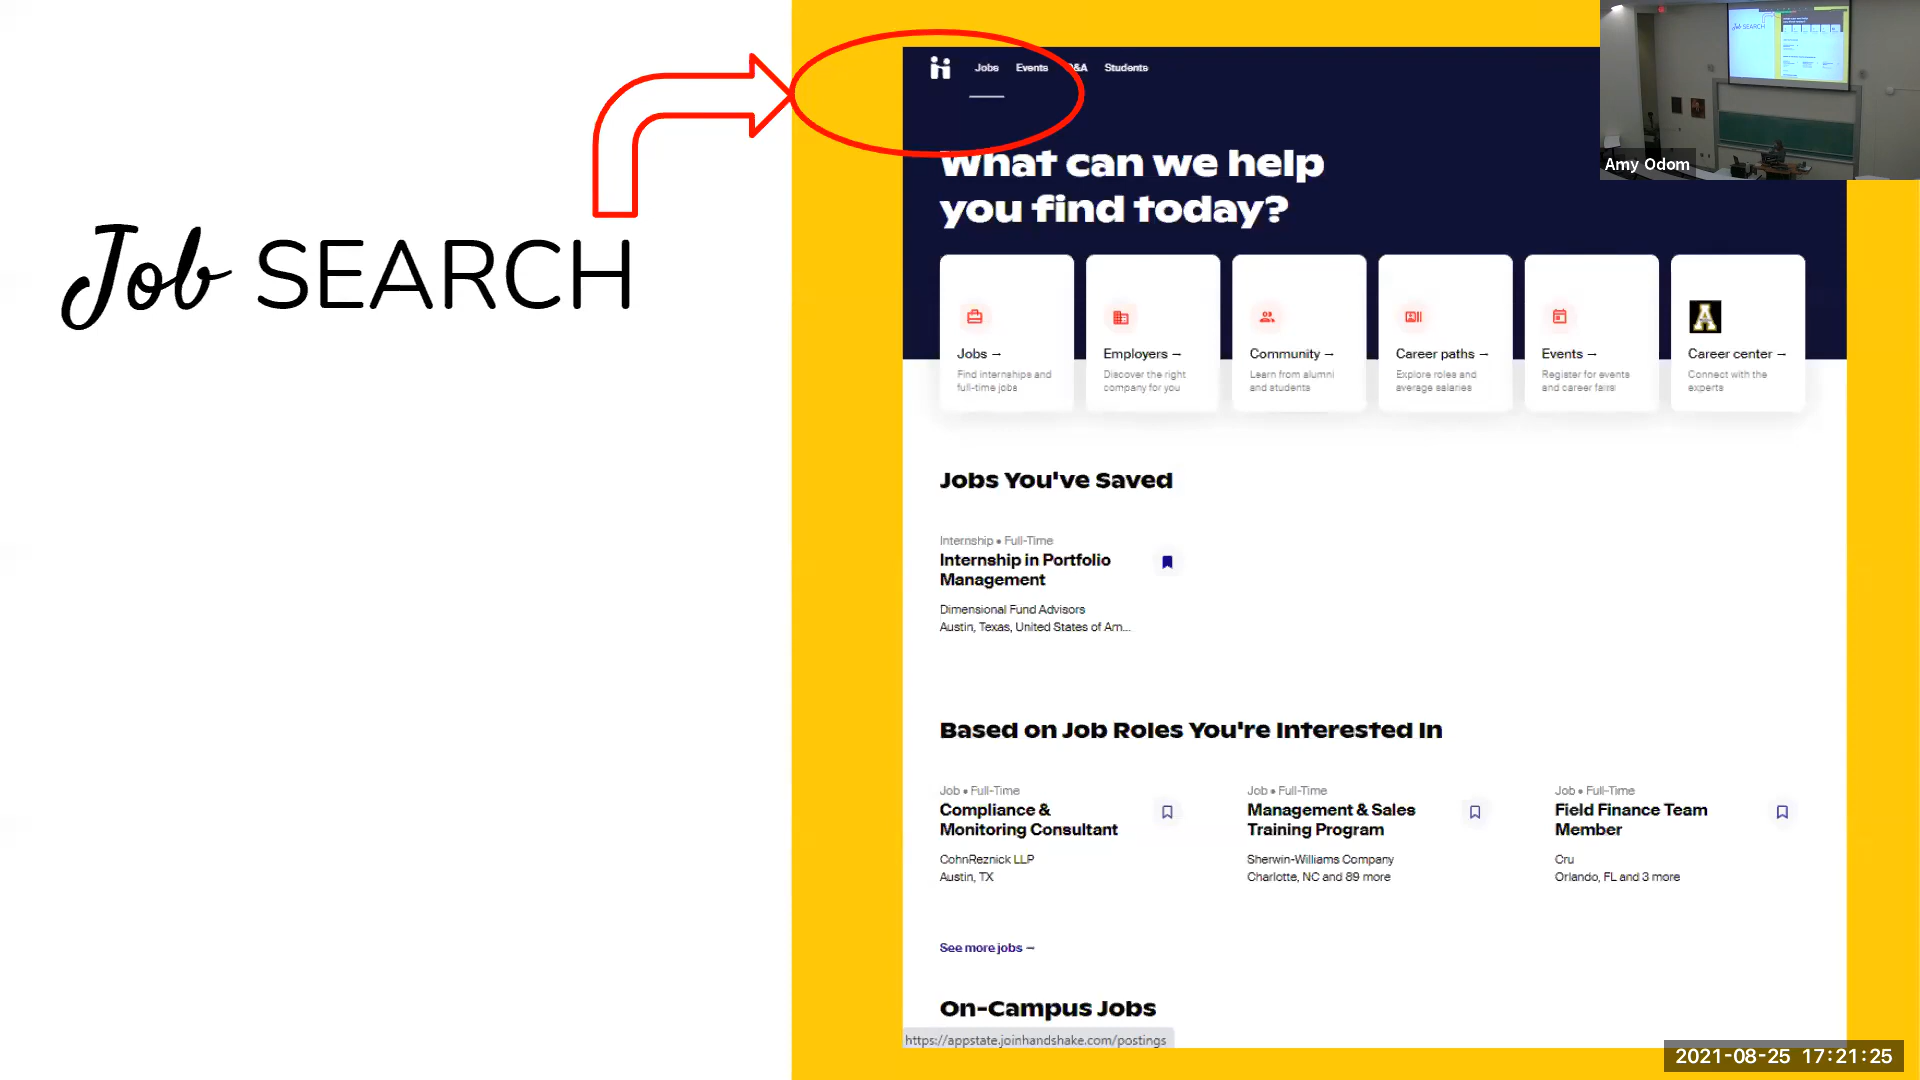 Job SEARCH
Jobs Events Q&A Students
What can we help
you find today?
Jobs →
Find internships and
full-time jobs
Employers →
Discover the right
company for you
Community →
Learn from alumni
and students
Career paths →
Explore roles and
average salaries
Events →
Register for events
and career fairs!
A
Career center →
Connect with the
experts
Jobs You've Saved
Internship • Full-Time
Internship in Portfolio
Management
Dimensional Fund Advisors
Austin, Texas, United States of Am...
Based on Job Roles You're Interested In
Job • Full-Time
Compliance &
Monitoring Consultant
CohnReznick LLP
Austin, TX
Job • Full-Time
Management & Sales
Training Program
Sherwin-Williams Company
Charlotte, NC and 89 more
Job • Full-Time
Field Finance Team
Member
Cru
Orlando, FL and 3 more
See more jobs →
On-Campus Jobs
https://appstate.joinhandshake.com/postings
Job SEARCH
Amy Odom
2021-08-25 17:21:25